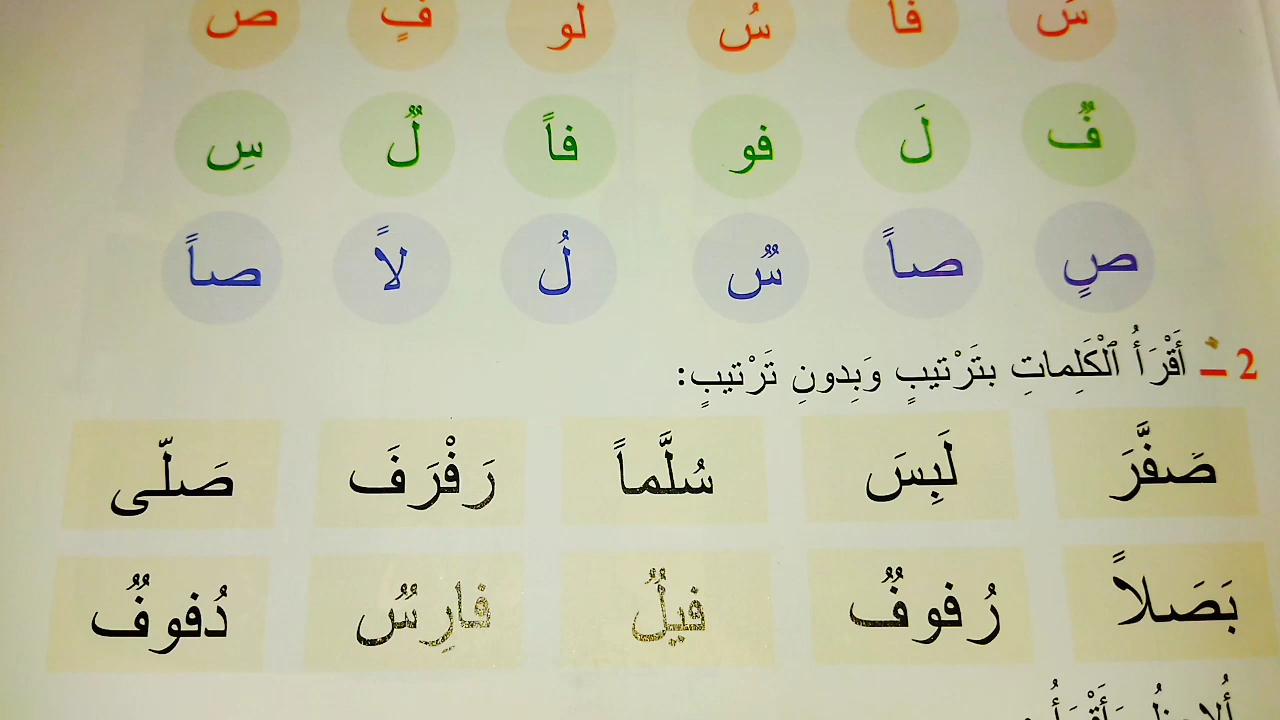 سَ فا سُ لو فٍ ص
فٌ لَ فو فاً لٌ سِ
صٍ صاً سٌ لُ لاً صاً
2 – أَقْرَأُ ٱلْكَلِماتِ بتَرْتيبٍ وَبِدونِ تَرْتيبٍ:
صَفَّرَ لَبِسَ سُلَّماً رَفْرَفَ صَلّى
بَصَلاً رُفوفٌ فيلٌ فارِسٌ دُفوفٌ